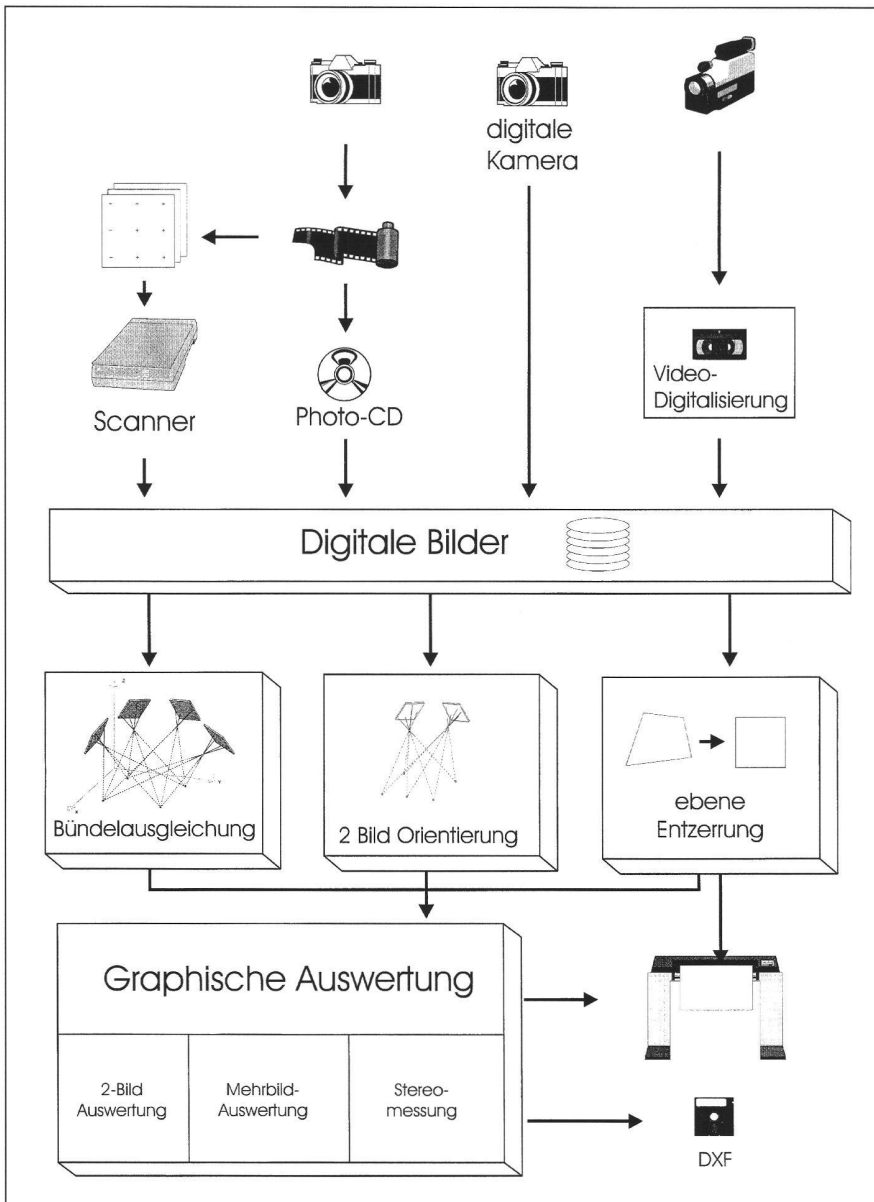 digitale
Kamera
Video-
Digitalisierung
Scanner
Photo-CD
Digitale Bilder
Bündelausgleichung
2 Bild Orientierung
ebene
Entzerrung
Graphische Auswertung
2-Bild
Auswertung
Mehrbild-
Auswertung
Stereo-
messung
DXF